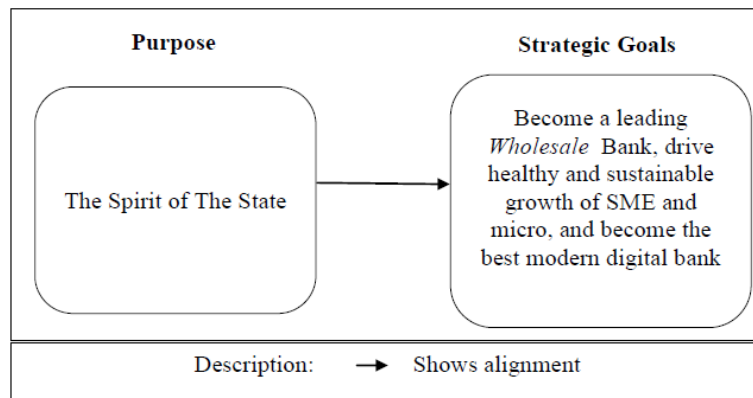 Purpose
Strategic Goals
The Spirit of The State
Become a leading
Wholesale Bank, drive
healthy and sustainable
growth of SME and
micro, and become the
best modern digital bank
Description: → Shows alignment